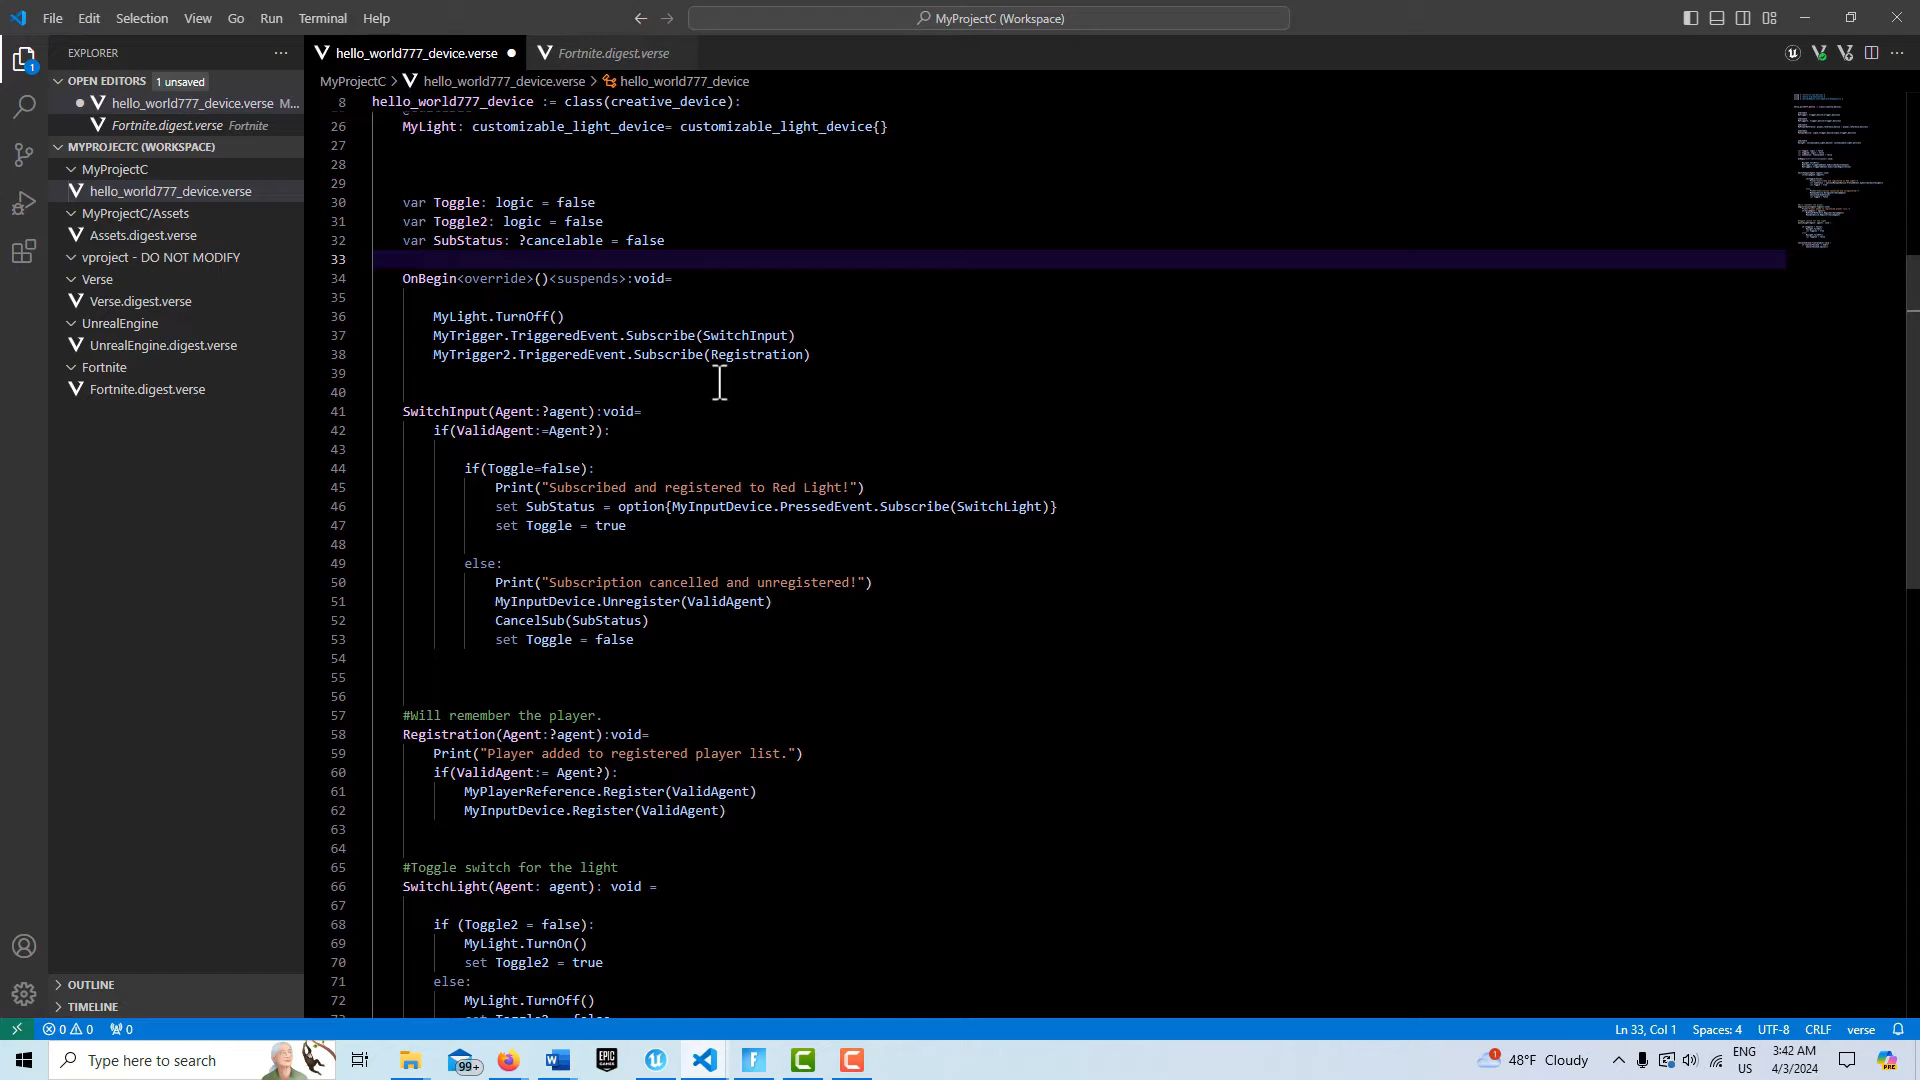 File Edit Selection View Go Run Terminal Help
MyProjectC (Workspace)
EXPLORER
hello_world777_device.verse
Fortnite.digest.verse
OPEN EDITORS 1 unsaved
hello_world777_device.verse M...
Fortnite.digest.verse Fortnite
MYPROJECTC (WORKSPACE)
MyProjectC
hello_world777_device.verse
MyProjectC/Assets
Assets.digest.verse
vproject - DO NOT MODIFY
Verse
Verse.digest.verse
UnrealEngine
UnrealEngine.digest.verse
Fortnite
Fortnite.digest.verse
OUTLINE
TIMELINE
MyProjectC > hello_world777_device.verse > hello_world777_device
8 hello_world777_device := class(creative_device):
26 MyLight: customizable_light_device= customizable_light_device{}
27
28
29
30 var Toggle: logic = false
31 var Toggle2: logic = false
32 var SubStatus: ?cancelable = false
33
34 OnBegin<override>()<suspends>:void=
35
36 MyLight.TurnOff()
37 MyTrigger.TriggeredEvent.Subscribe(SwitchInput)
38 MyTrigger2.TriggeredEvent.Subscribe(Registration)
39
40
41 SwitchInput(Agent:?agent):void=
42 if(ValidAgent:=Agent?):
43
44 if(Toggle=false):
45 Print("Subscribed and registered to Red Light!")
46 set SubStatus = option{MyInputDevice.PressedEvent.Subscribe(SwitchLight)}
47 set Toggle = true
48
49 else:
50 Print("Subscription cancelled and unregistered!")
51 MyInputDevice.Unregister(ValidAgent)
52 CancelSub(SubStatus)
53 set Toggle = false
54
55
56
57 #Will remember the player.
58 Registration(Agent:?agent):void=
59 Print("Player added to registered player list.")
60 if(ValidAgent:= Agent?):
61 MyPlayerReference.Register(ValidAgent)
62 MyInputDevice.Register(ValidAgent)
63
64
65 #Toggle switch for the light
66 SwitchLight(Agent: agent): void =
67
68 if (Toggle2 = false):
69 MyLight.TurnOn()
70 set Toggle2 = true
71 else:
72 MyLight.TurnOff()
0 0 0
Ln 33, Col 1 Spaces: 4 UTF-8 CRLF verse
Type here to search
99+
48°F Cloudy
ENG
US
3:42 AM
4/3/2024